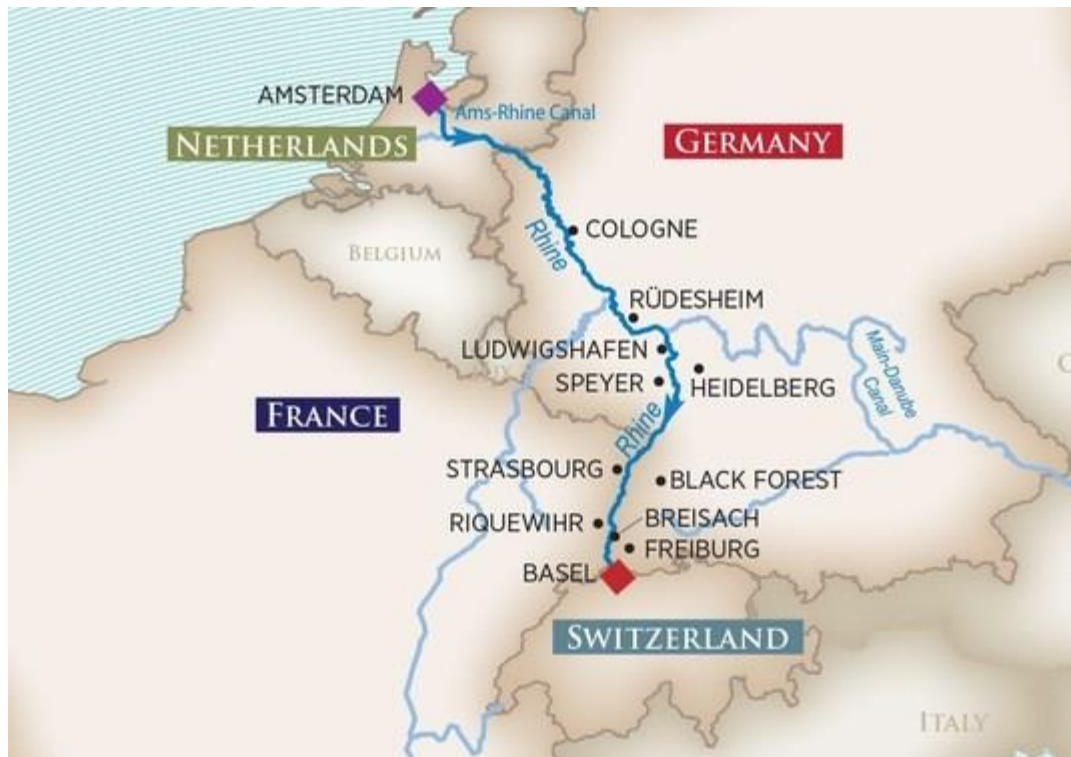 AMSTERDAM
Ams-Rhine Canal
NETHERLANDS
GERMANY
COLOGNE
Rhine
BELGIUM
RÜDESHEIM
LUDWIGSHAFEN
SPEYER
HEIDELBERG
Main-Danube
Canal
FRANCE
Rhine
STRASBOURG
BLACK FOREST
RIQUEWIHR
BREISACH
FREIBURG
BASEL
SWITZERLAND
ITALY